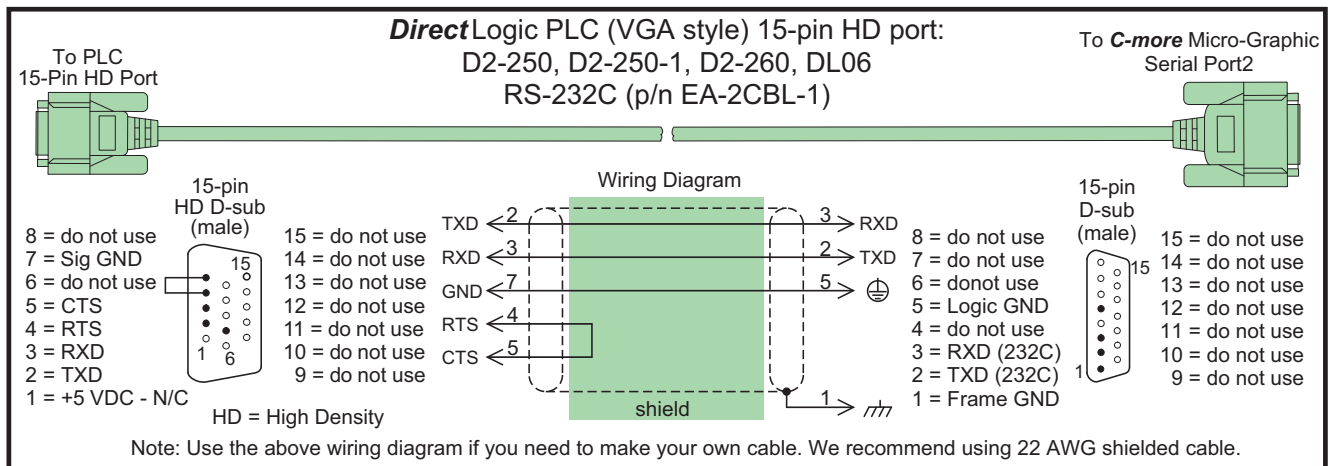 DirectLogic PLC (VGA style) 15-pin HD port:
D2-250, D2-250-1, D2-260, DL06
RS-232C (p/n EA-2CBL-1)
To PLC
15-Pin HD Port
To C-more Micro-Graphic
Serial Port2
Wiring Diagram
15-pin
HD D-sub
(male)
8 = do not use
7 = Sig GND
6 = do not use
5 = CTS
4 = RTS
3 = RXD
2 = TXD
1 = +5 VDC - N/C
15
1
6
HD = High Density
15 = do not use
14 = do not use
13 = do not use
12 = do not use
11 = do not use
10 = do not use
9 = do not use
TXD 2 3 RXD
RXD 3 2 TXD
GND 7 5
RTS 4
CTS 5
1
shield
8 = do not use
7 = do not use
6 = donot use
5 = Logic GND
4 = do not use
3 = RXD (232C)
2 = TXD (232C)
1 = Frame GND
15-pin
D-sub
(male)
15
1
15 = do not use
14 = do not use
13 = do not use
12 = do not use
11 = do not use
10 = do not use
9 = do not use
Note: Use the above wiring diagram if you need to make your own cable. We recommend using 22 AWG shielded cable.